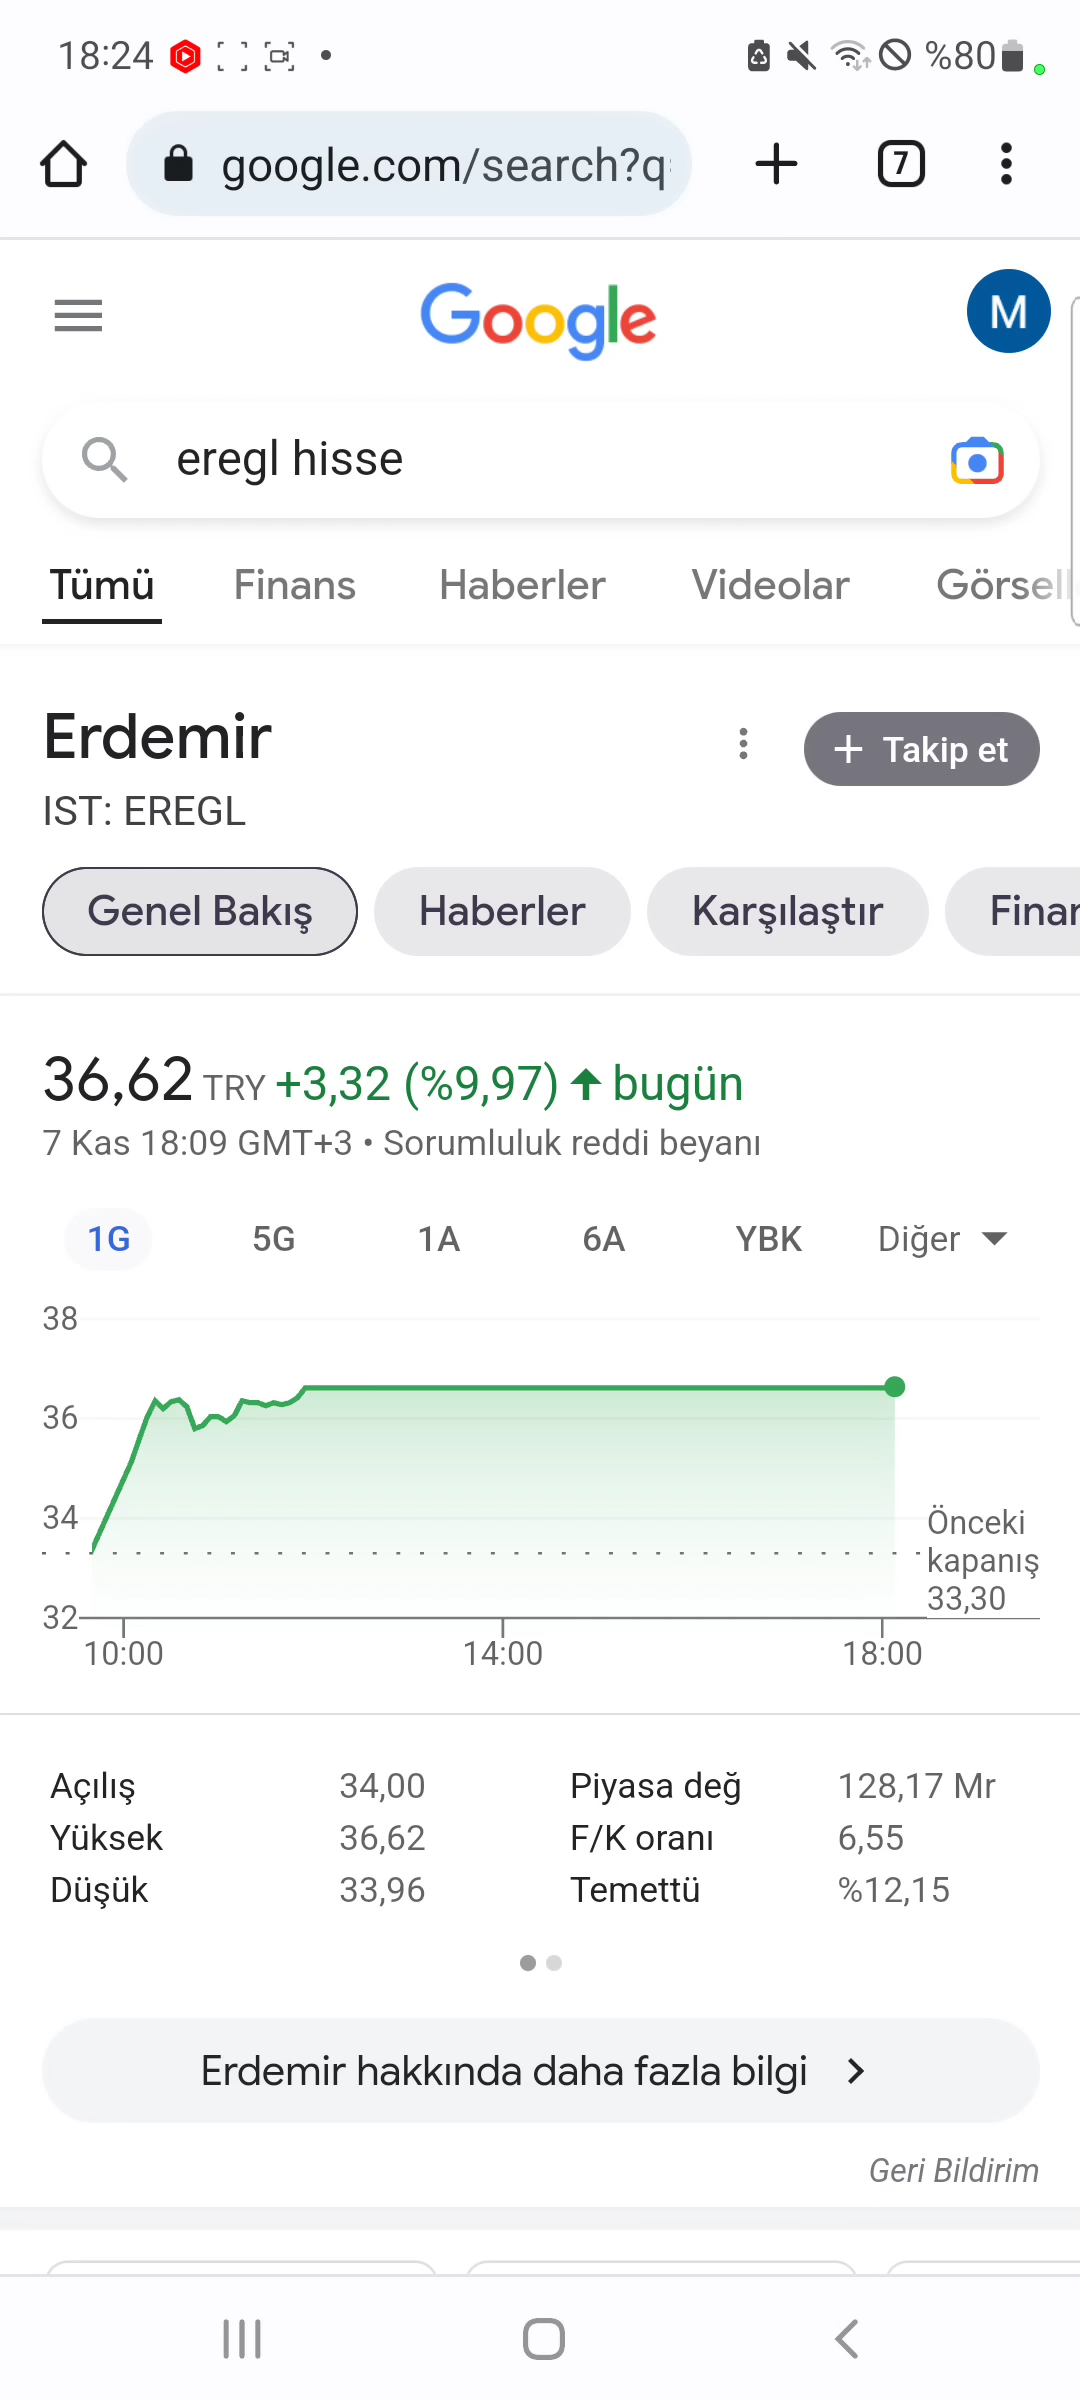 18:24
%80
google.com/search?q
7
Google
M
eregl hisse
Tümü Finans Haberler Videolar Görsell
Erdemir
+ Takip et
IST: EREGL
Genel Bakış Haberler Karşılaştır Finan
36,62 TRY +3,32 (%9,97) bugün
7 Kas 18:09 GMT+3 • Sorumluluk reddi beyanı
1G 5G 1A 6A YBK Diğer
38
36
34
32
Önceki
kapanış
33,30
10:00 14:00 18:00
Açılış 34,00 Piyasa değ 128,17 Mr
Yüksek 36,62 F/K oranı 6,55
Düşük 33,96 Temettü %12,15
Erdemir hakkında daha fazla bilgi
Geri Bildirim